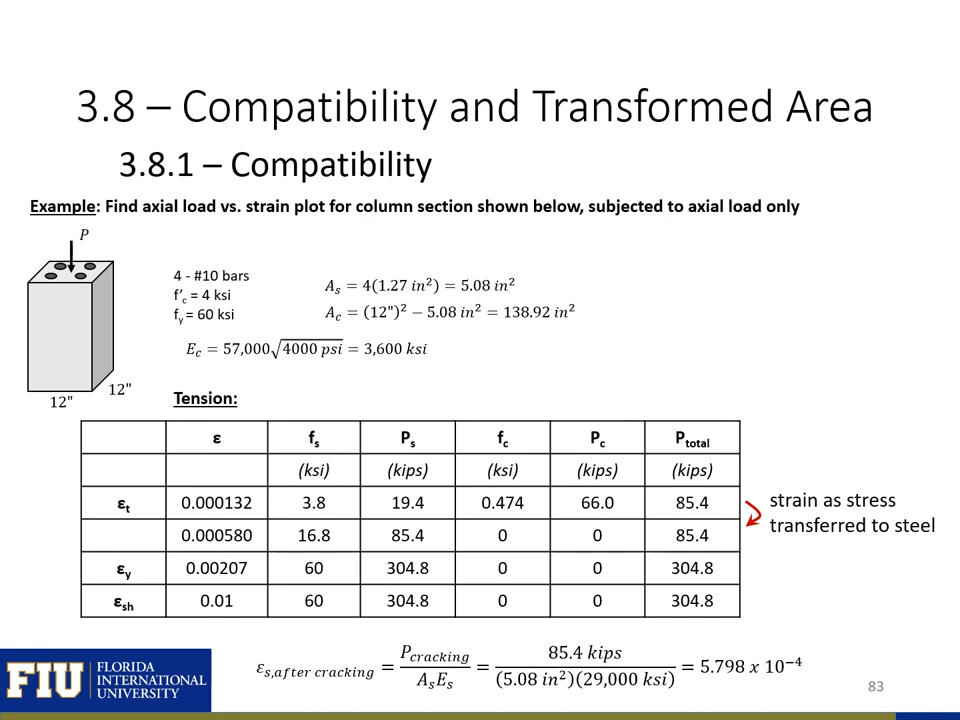 3.8 – Compatibility and Transformed Area
3.8.1 – Compatibility
Example: Find axial load vs. strain plot for column section shown below, subjected to axial load only
P
4 - #10 bars
f'c = 4 ksi
fy = 60 ksi
As = 4(1.27 in²) = 5.08 in²
Ac = (12")² − 5.08 in² = 138.92 in²
Ec = 57,000√4000 psi = 3,600 ksi
12"
12"
Tension:
ε fs Ps fc Pc Ptotal
(ksi) (kips) (ksi) (kips) (kips)
εt 0.000132 3.8 19.4 0.474 66.0 85.4
0.000580 16.8 85.4 0 0 85.4
εy 0.00207 60 304.8 0 0 304.8
εsh 0.01 60 304.8 0 0 304.8
strain as stress
transferred to steel
εs,after cracking = Pcracking / AsEs = 85.4 kips / (5.08 in²)(29,000 ksi) = 5.798 x 10⁻⁴
FIU
FLORIDA
INTERNATIONAL
UNIVERSITY
83